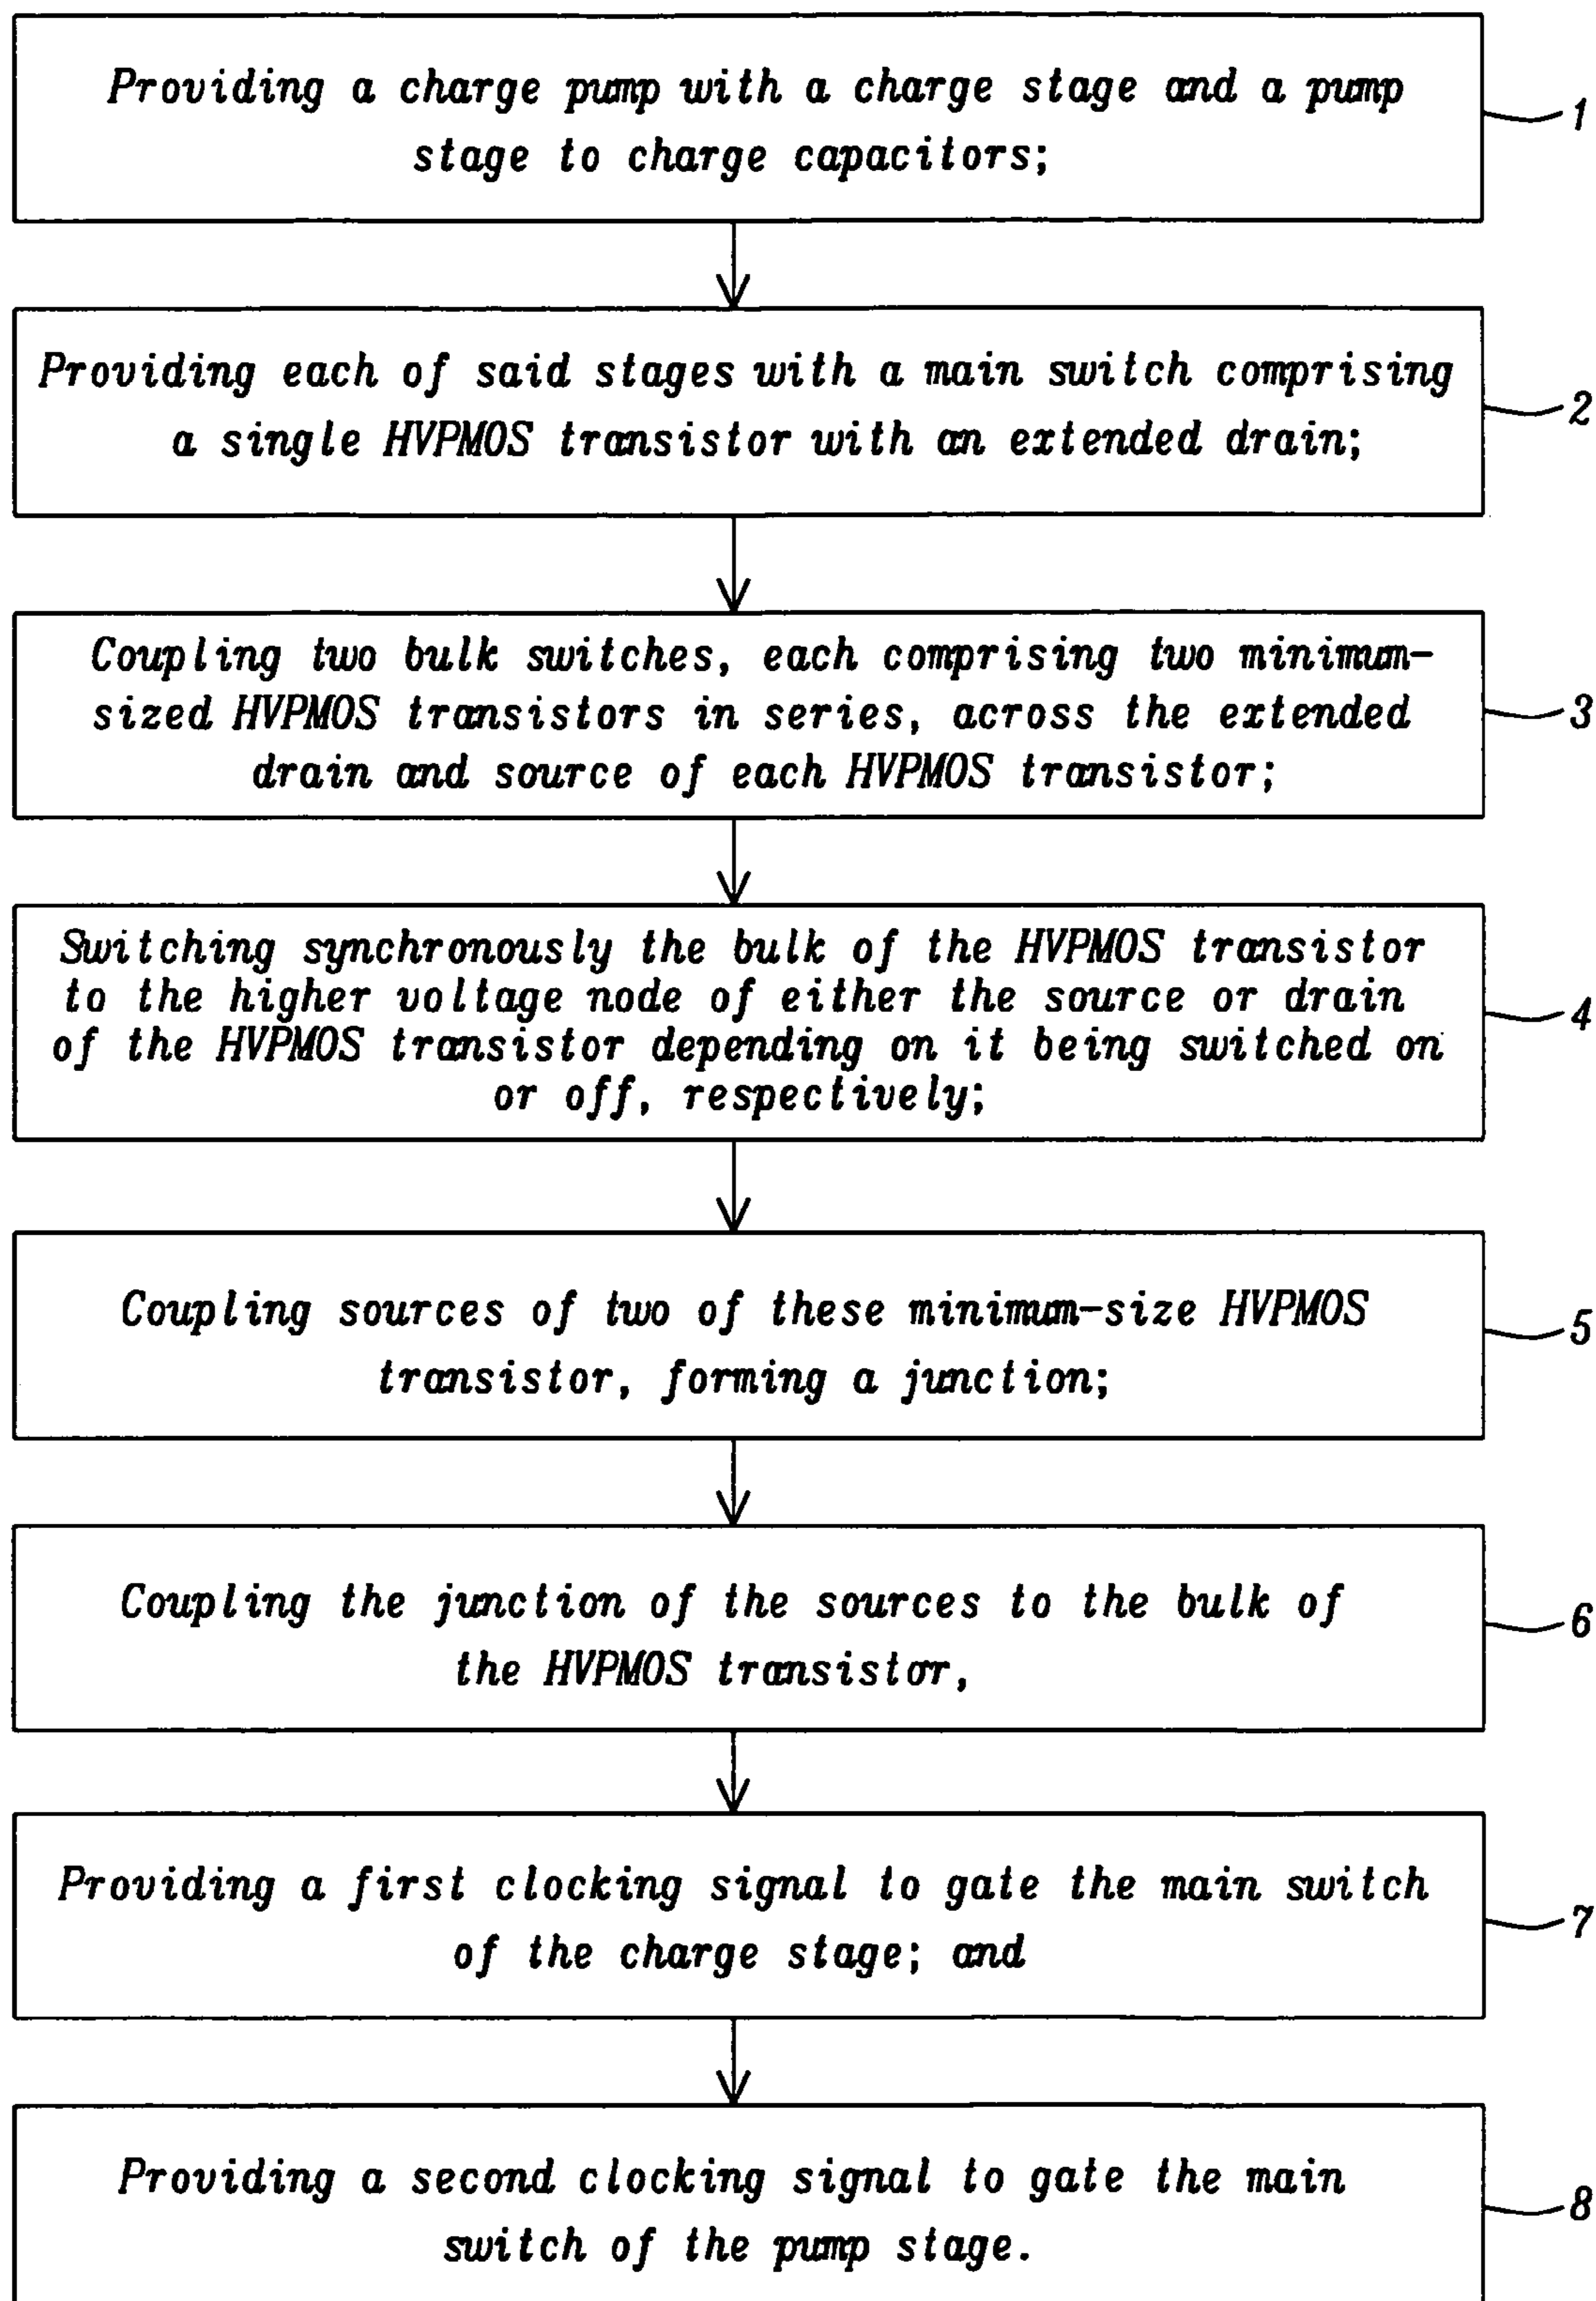 Providing a charge pump with a charge stage and a pump
stage to charge capacitors;
1
Providing each of said stages with a main switch comprising
a single HVPMOS transistor with an extended drain;
2
Coupling two bulk switches, each comprising two minimum-
sized HVPMOS transistors in series, across the extended
drain and source of each HVPMOS transistor;
3
Switching synchronously the bulk of the HVPMOS transistor
to the higher voltage node of either the source or drain
of the HVPMOS transistor depending on it being switched on
or off, respectively;
4
Coupling sources of two of these minimum-size HVPMOS
transistor, forming a junction;
5
Coupling the junction of the sources to the bulk of
the HVPMOS transistor,
6
Providing a first clocking signal to gate the main switch
of the charge stage; and
7
Providing a second clocking signal to gate the main
switch of the pump stage.
8